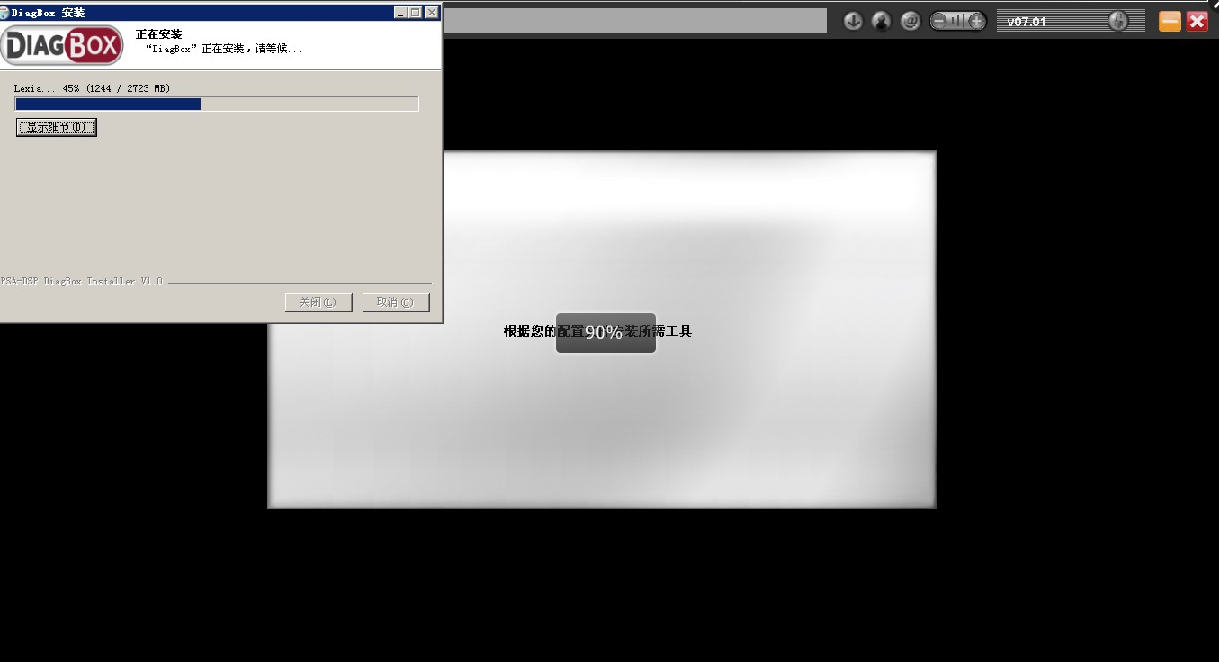 DiagBox 安装
DIAGBOX
正在安装
“DiagBox”正在安装，请等候...
Lexia... 45% (1244 / 2723 MB)
显示细节(D)
PSA-DSP DiagBox Installer V1.0
关闭(L)
取消(C)
v07.01
根据您的配置
安装所需工具
90%